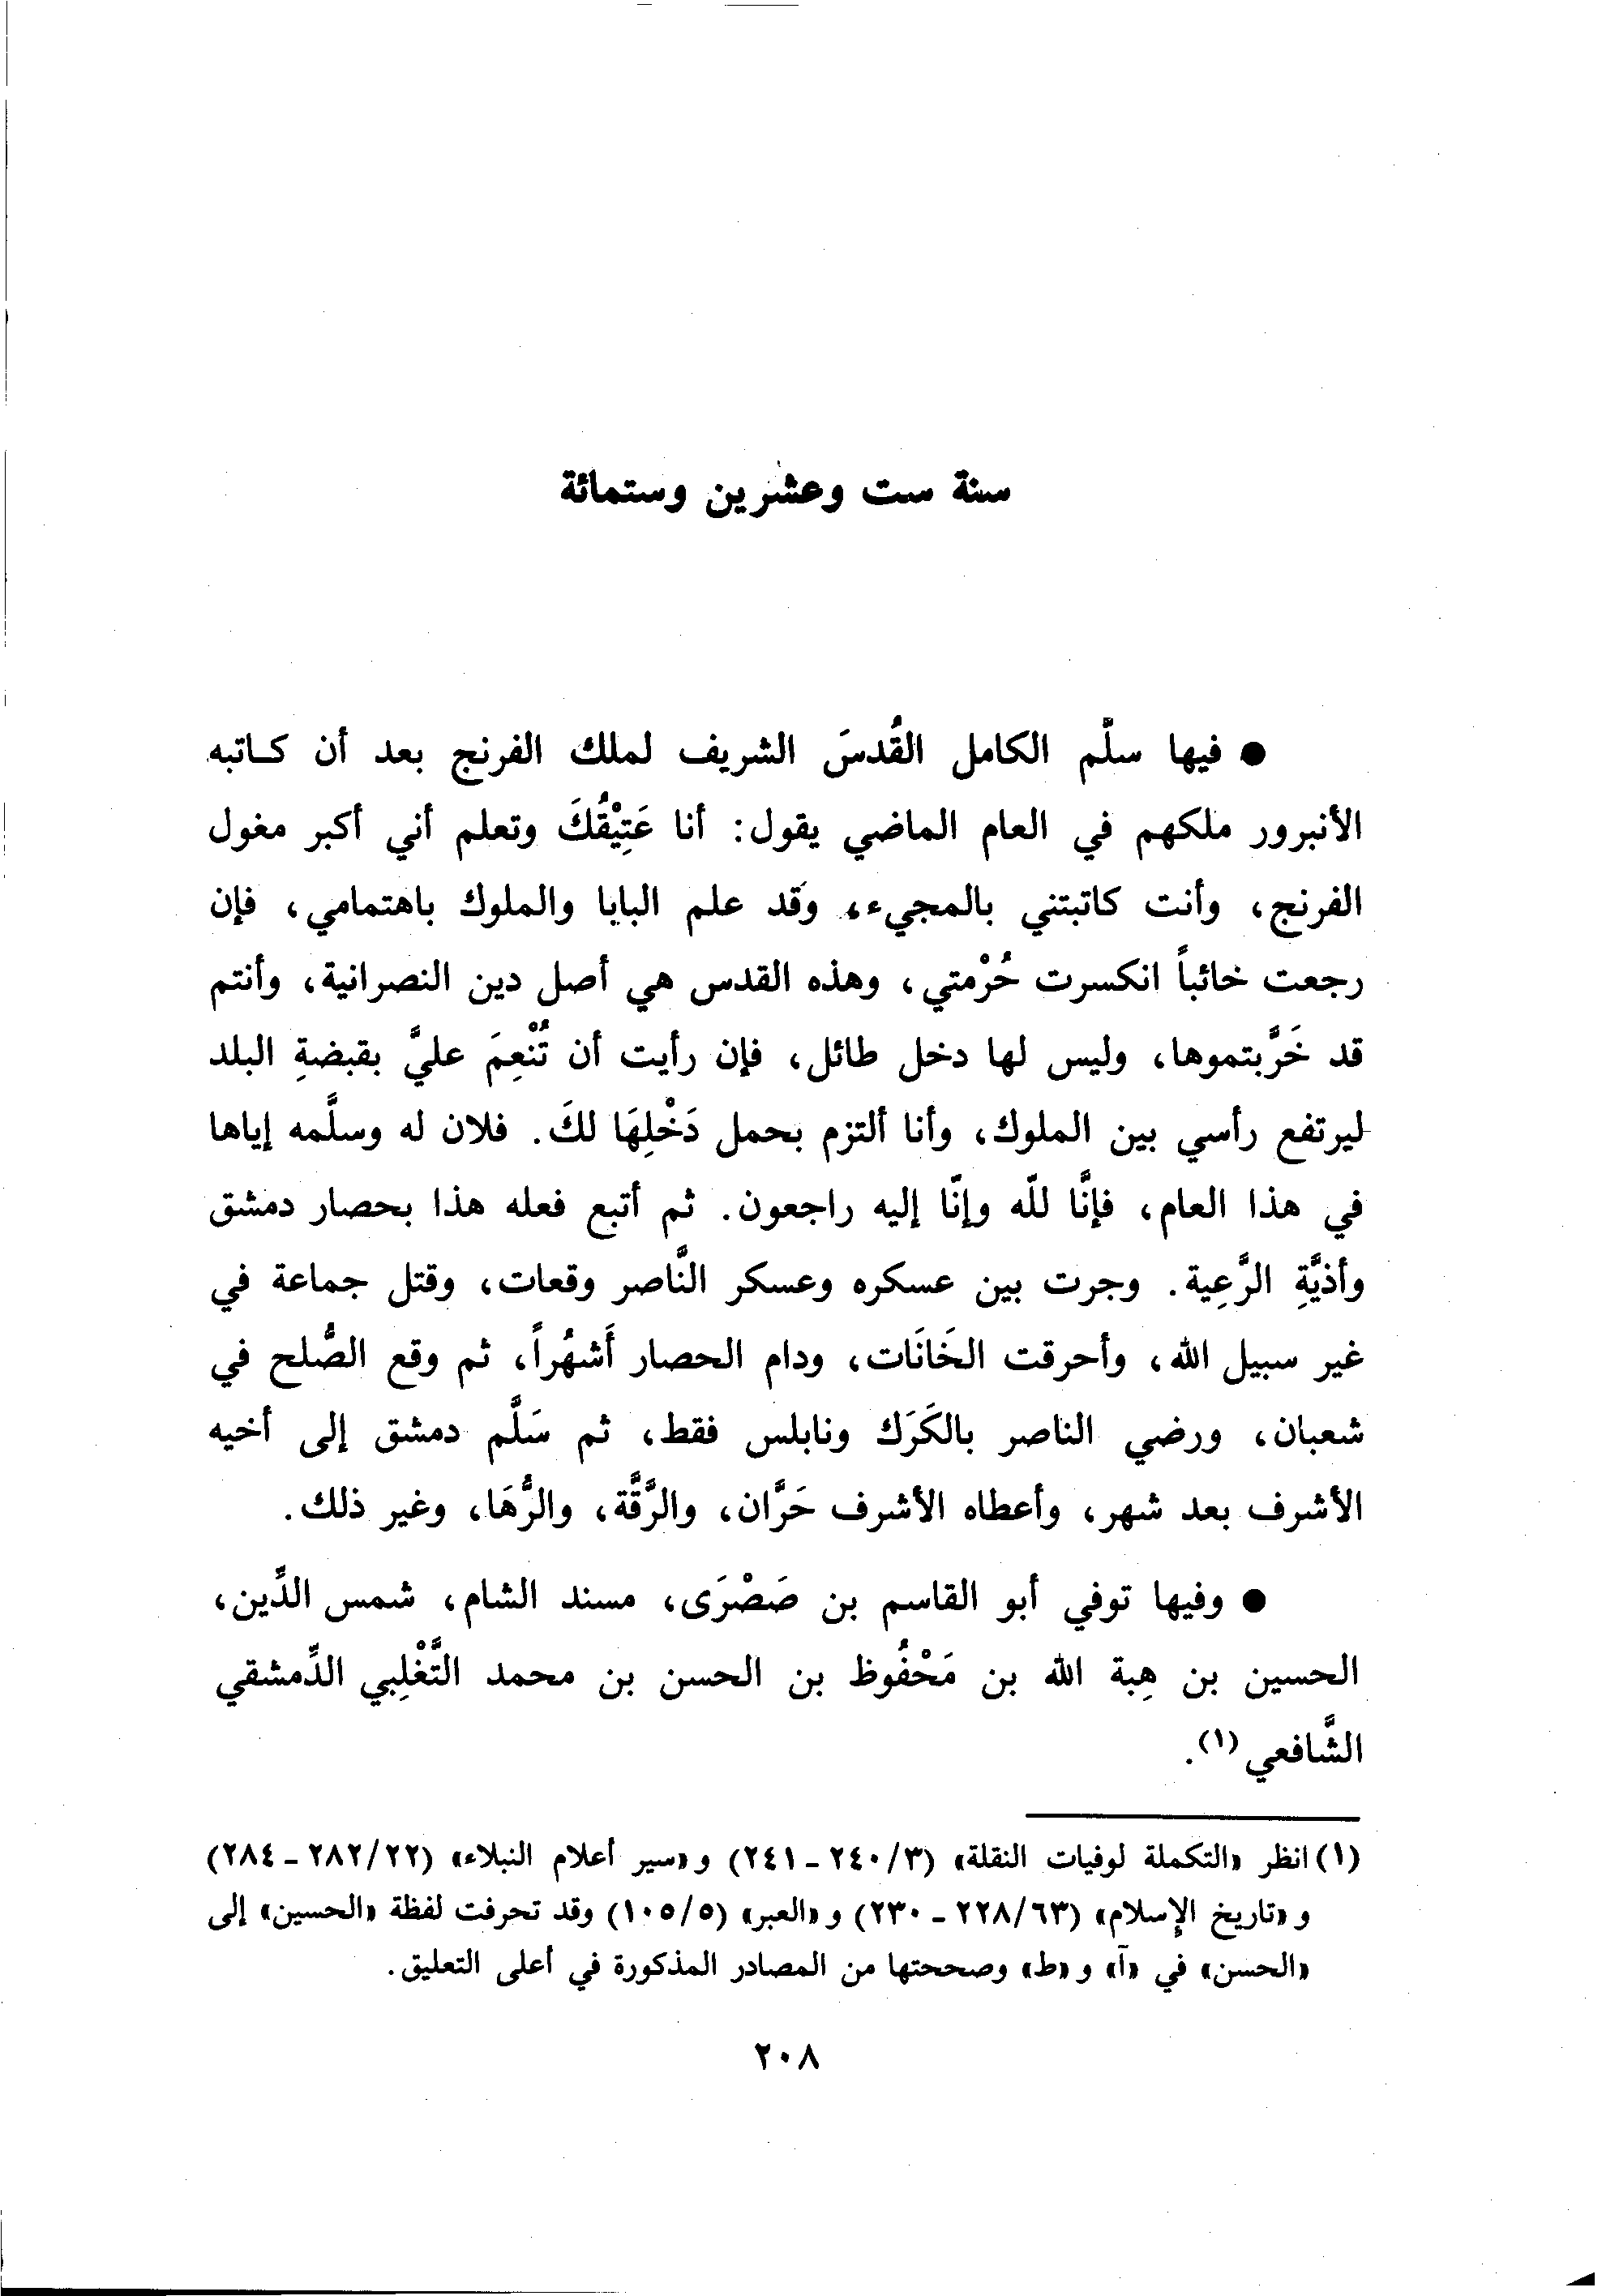 سنة ست وعشرين وستمائة
● فيها سلَّم الكامل القُدسَ الشريف لملك الفرنج بعد أن كـاتبه
الأنبرور ملكهم في العام الماضي يقول: أنا عَتِيْقُكَ وتعلم أني أكبر مغول
الفرنج، وأنت كاتبتني بالمجيء، وقد علم البابا والملوك باهتمامي، فإن
رجعت خائباً انكسرت حُرْمتي، وهذه القدس هي أصل دين النصرانية، وأنتم
قد خَرَّبتموها، وليس لها دخل طائل، فإن رأيت أن تُنْعِمَ عليَّ بقبضةِ البلد
ليرتفع رأسي بين الملوك، وأنا ألتزم بحمل دَخْلِهَا لكَ. فلان له وسلَّمه إياها
في هذا العام، فإنَّا للّه وإنّا إليه راجعون. ثم أتبع فعله هذا بحصار دمشق
وأذيَّةِ الرَّعِية. وجرت بين عسكره وعسكر النَّاصر وقعات، وقتل جماعة في
غير سبيل الله، وأحرقت الخَانَات، ودام الحصار أَشهُراً، ثم وقع الصُّلح في
شعبان، ورضي الناصر بالكَرَك ونابلس فقط، ثم سَلَّم دمشق إلى أخيه
الأشرف بعد شهر، وأعطاه الأشرف حَرَّان، والرَّقَّة، والرُّهَا، وغير ذلك.
● وفيها توفي أبو القاسم بن صَصْرَى، مسند الشام، شمس الدِّين،
الحسين بن هِبة الله بن مَحْفُوظ بن الحسن بن محمد التَّغْلِبي الدِّمشقي
الشَّافعي (١).
(١) انظر «التكملة لوفيات النقلة» (٣/ ٢٤٠ - ٢٤١) و «سير أعلام النبلاء» (٢٢/ ٢٨٢ - ٢٨٤)
و «تاريخ الإسلام» (٦٣/ ٢٢٨ - ٢٣٠) و «العبر» (٥/ ١٠٥) وقد تحرفت لفظة «الحسين» إلى
«الحسن» في «آ» و «ط» وصححتها من المصادر المذكورة في أعلى التعليق.
٢٠٨